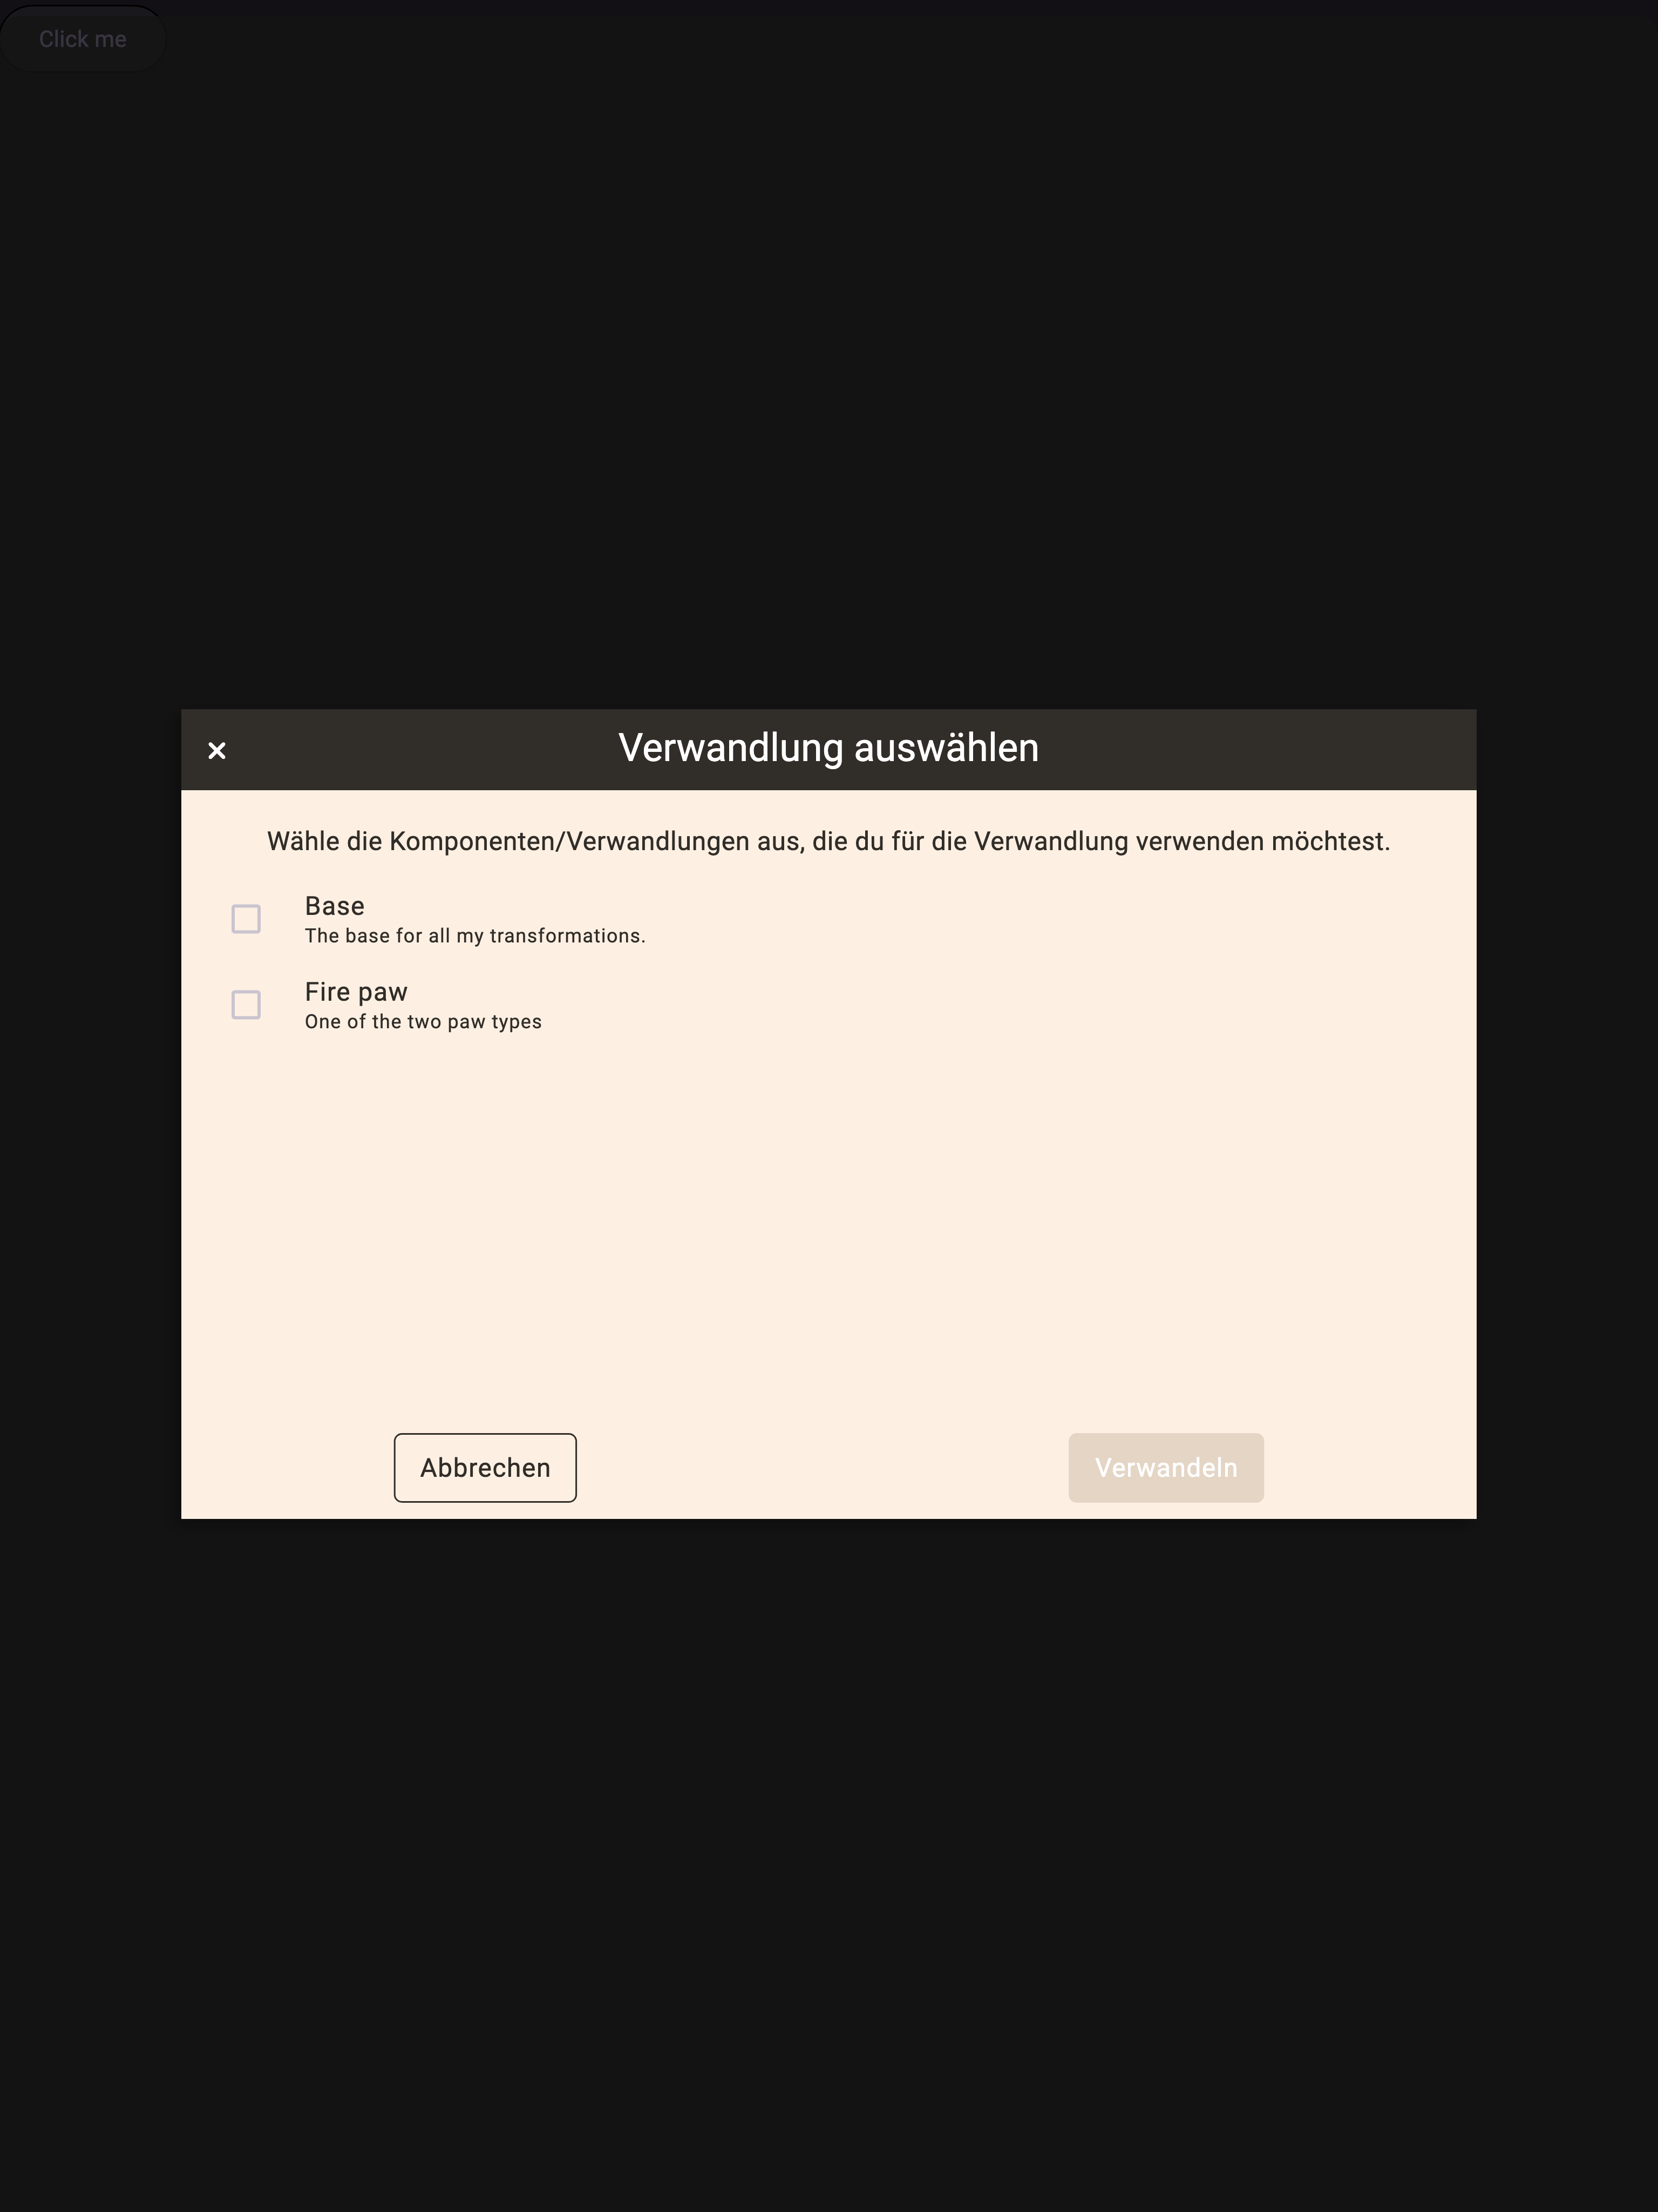 Click me
Verwandlung auswählen
Wähle die Komponenten/Verwandlungen aus, die du für die Verwandlung verwenden möchtest.
Base
The base for all my transformations.
Fire paw
One of the two paw types
Abbrechen
Verwandeln